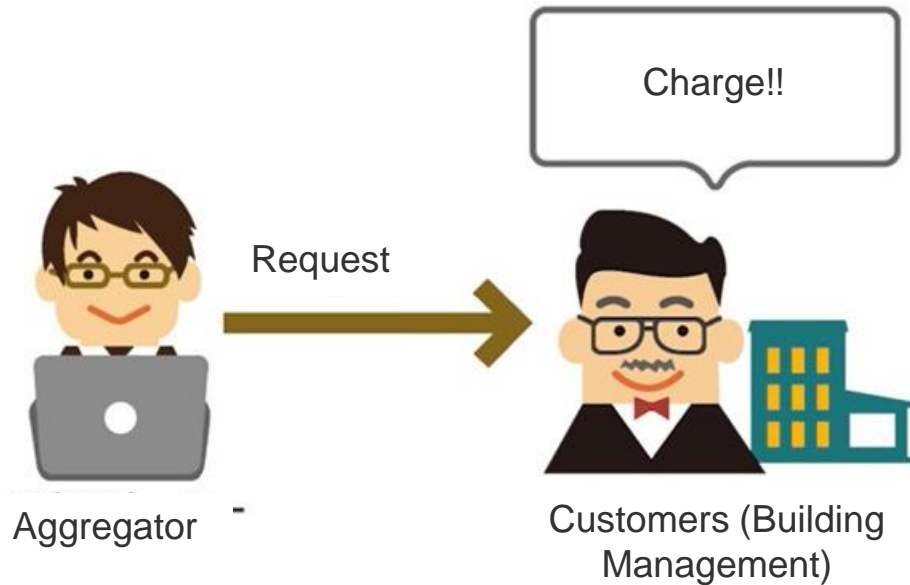 Charge!!
Request
Aggregator
Customers (Building
Management)